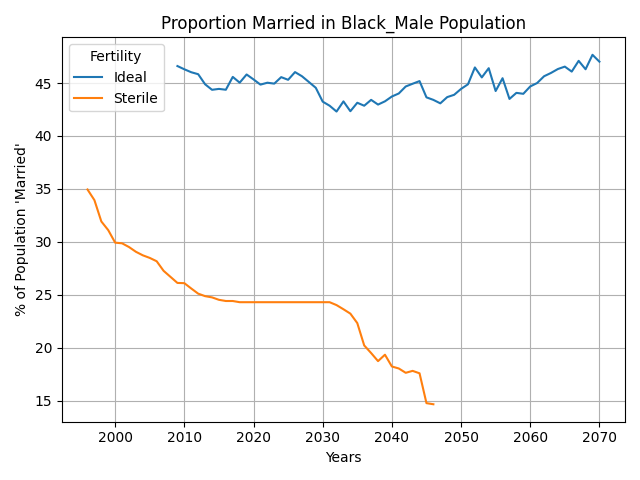 Proportion Married in Black_Male Population
Fertility
Ideal
Sterile
% of Population 'Married'
45
40
35
30
25
20
15
2000 2010 2020 2030 2040 2050 2060 2070
Years